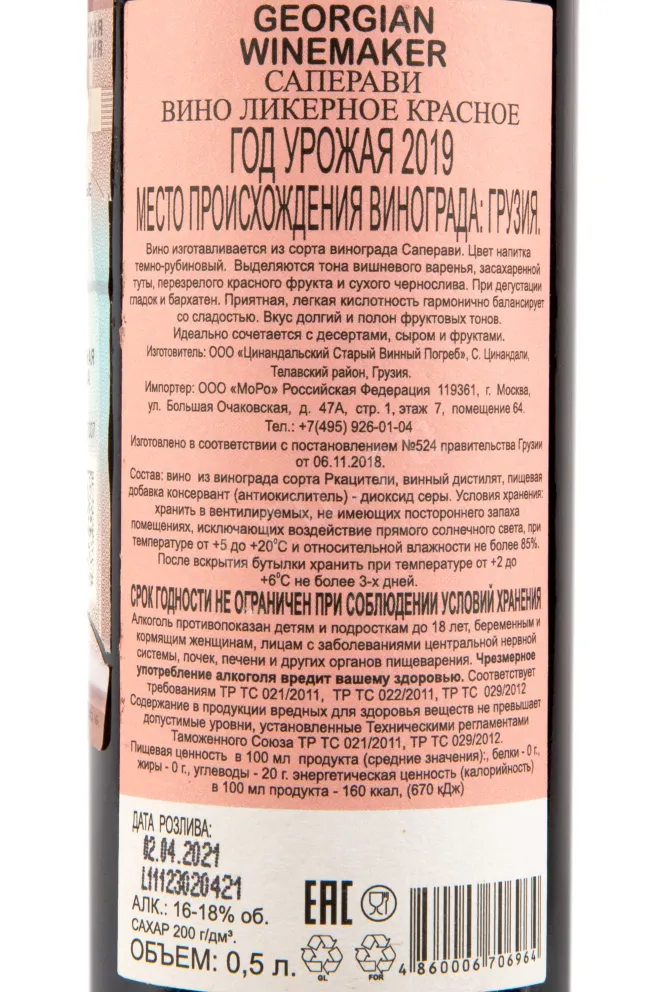 GEORGIAN
WINEMAKER
САПЕРАВИ
ВИНО ЛИКЕРНОЕ КРАСНОЕ
ГОД УРОЖАЯ 2019
МЕСТО ПРОИСХОЖДЕНИЯ ВИНОГРАДА: ГРУЗИЯ.
Вино изготавливается из сорта винограда Саперави. Цвет напитка
темно-рубиновый. Выделяются тона вишневого варенья, засахаренной
туты, перезрелого красного фрукта и сухого чернослива. При дегустации
гладок и бархатен. Приятная, легкая кислотность гармонично балансирует
со сладостью. Вкус долгий и полон фруктовых тонов.
Идеально сочетается с десертами, сыром и фруктами.
Изготовитель: ООО «Цинандальский Старый Винный Погреб», С. Цинандали,
Телавский район, Грузия.
Импортер: ООО «МоРо» Российская Федерация 119361, г. Москва,
ул. Большая Очаковская, д. 47А, стр. 1, этаж 7, помещение 64.
Тел.: +7(495) 926-01-04
Изготовлено в соответствии с постановлением №524 правительства Грузии
от 06.11.2018.
Состав: вино из винограда сорта Ркацители, винный дистилят, пищевая
добавка консервант (антиокислитель) - диоксид серы. Условия хранения:
хранить в вентилируемых, не имеющих постороннего запаха
помещениях, исключающих воздействие прямого солнечного света, при
температуре от +5 до +20°С и относительной влажности не более 85%.
После вскрытия бутылки хранить при температуре от +2 до
+6°С не более 3-х дней.
СРОК ГОДНОСТИ НЕ ОГРАНИЧЕН ПРИ СОБЛЮДЕНИИ УСЛОВИЙ ХРАНЕНИЯ
Алкоголь противопоказан детям и подросткам до 18 лет, беременным и
кормящим женщинам, лицам с заболеваниями центральной нервной
системы, почек, печени и других органов пищеварения. Чрезмерное
употребление алкоголя вредит вашему здоровью. Соответствует
требованиям ТР ТС 021/2011, ТР ТС 022/2011, ТР ТС 029/2012
Содержание в продукции вредных для здоровья веществ не превышает
допустимые уровни, установленные Техническими регламентами
Таможенного Союза ТР ТС 021/2011, ТР ТС 029/2012.
Пищевая ценность в 100 мл продукта (средние значения):, белки - 0 г.,
жиры - 0 г., углеводы - 20 г. энергетическая ценность (калорийность)
в 100 мл продукта - 160 ккал, (670 кДж)
ДАТА РОЗЛИВА:
02.04.2021
L11123020421
АЛК.: 16-18% об.
САХАР 200 г/дм³.
ОБЪЕМ: 0,5 л.
EAC
GL
FOR
4 860006 706964